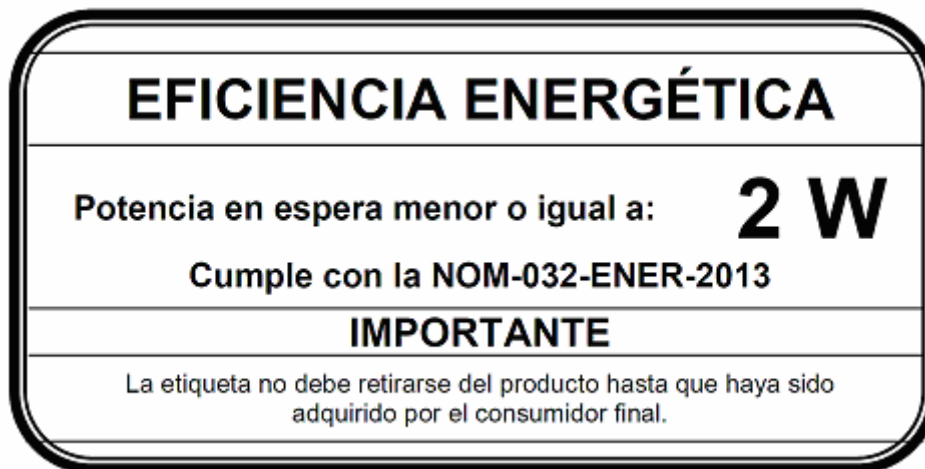 EFICIENCIA ENERGÉTICA
Potencia en espera menor o igual a: 2 W
Cumple con la NOM-032-ENER-2013
IMPORTANTE
La etiqueta no debe retirarse del producto hasta que haya sido
adquirido por el consumidor final.